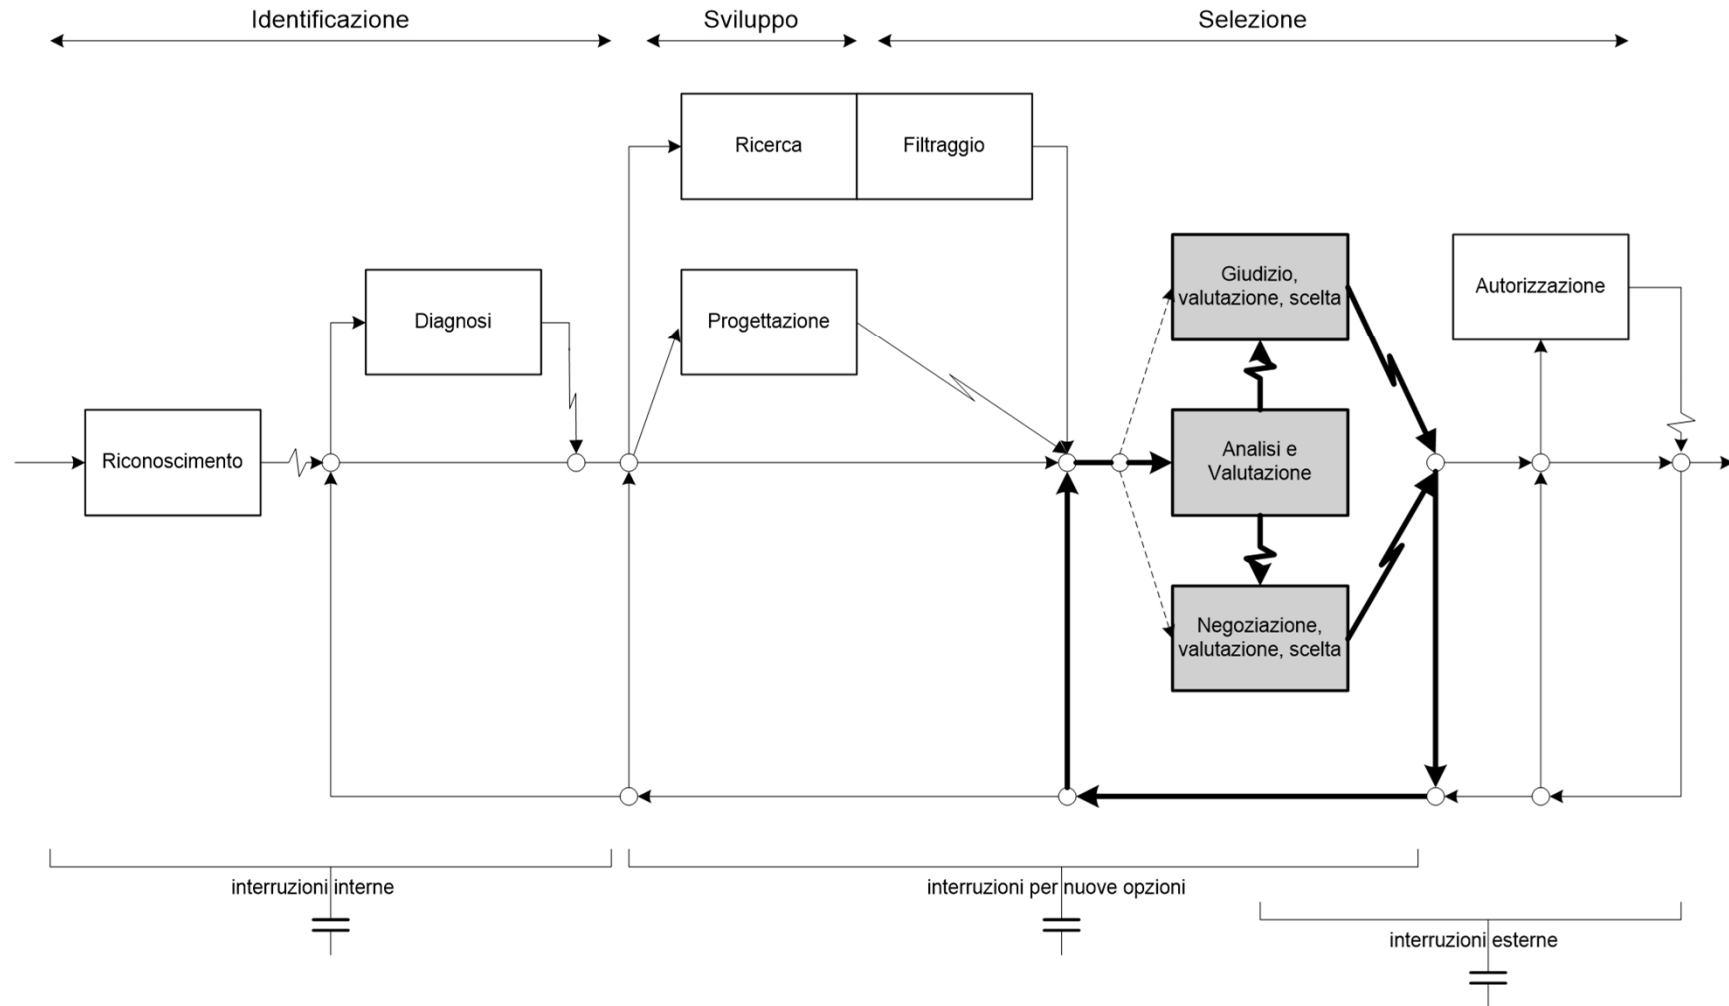 Identificazione
Sviluppo
Selezione
Ricerca
Filtraggio
Giudizio,
valutazione, scelta
Autorizzazione
Diagnosi
Progettazione
Riconoscimento
Analisi e
Valutazione
Negoziazione,
valutazione, scelta
interruzioni interne
interruzioni per nuove opzioni
interruzioni esterne